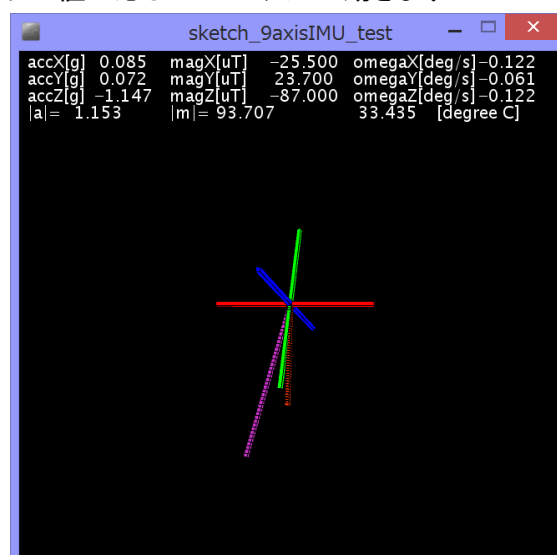 sketch_9axisIMU_test
accX[g] 0.085 magX[uT] -25.500 omegaX[deg/s]-0.122
accY[g] 0.072 magY[uT] 23.700 omegaY[deg/s]-0.061
accZ[g] -1.147 magZ[uT] -87.000 omegaZ[deg/s]-0.122
|a|= 1.153 |m|= 93.707 33.435 [degree C]